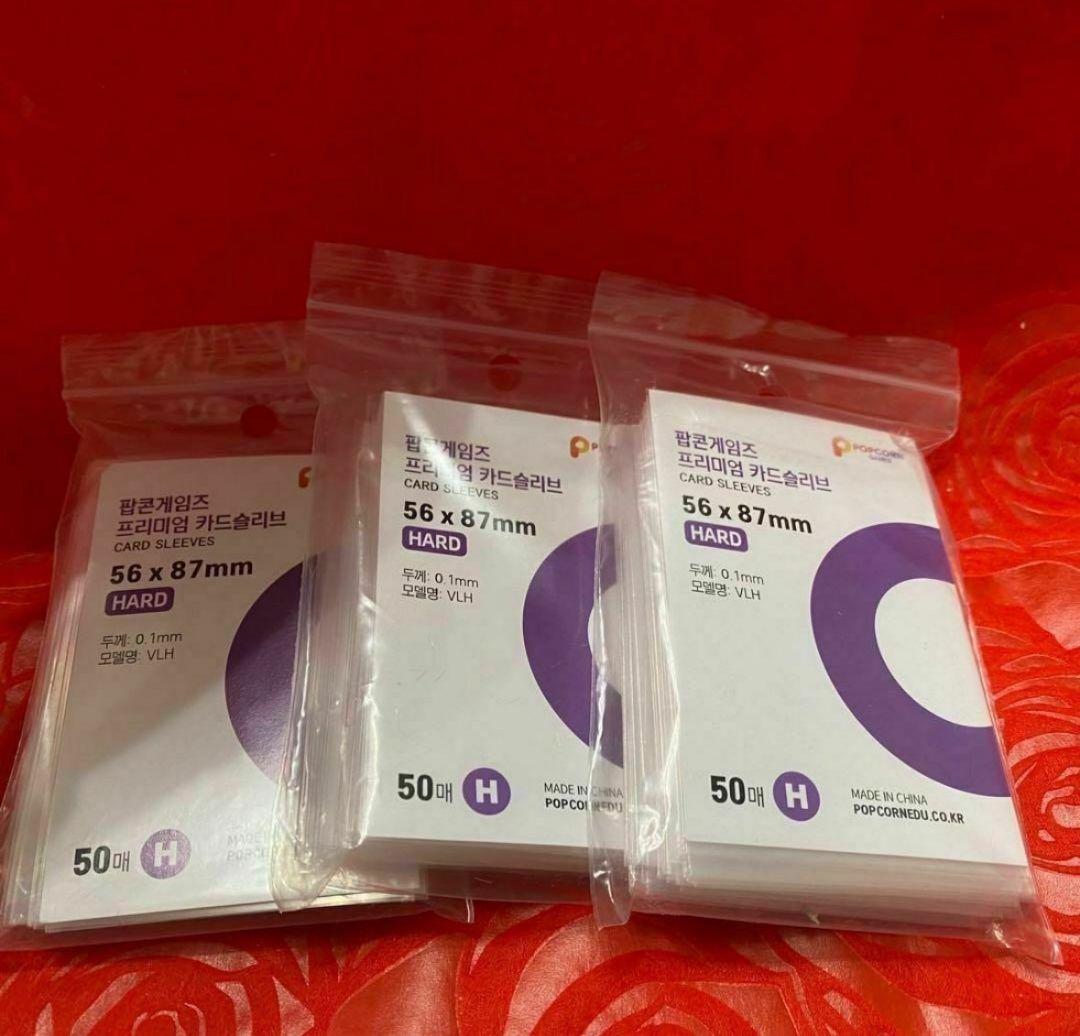 팝콘게임즈
프리미엄 카드슬리브
CARD SLEEVES
56 x 87mm
HARD
두께: 0.1mm
모델명: VLH
50매
H
팝콘게임즈
프리미엄 카드슬리브
CARD SLEEVES
56 x 87mm
HARD
두께: 0.1mm
모델명: VLH
50매
H
MADE IN CHINA
POPCORNEDU
팝콘게임즈
프리미엄 카드슬리브
CARD SLEEVES
POPCORN
GAMES
56 x 87mm
HARD
두께: 0.1mm
모델명: VLH
50매
H
MADE IN CHINA
POPCORNEDU.CO.KR